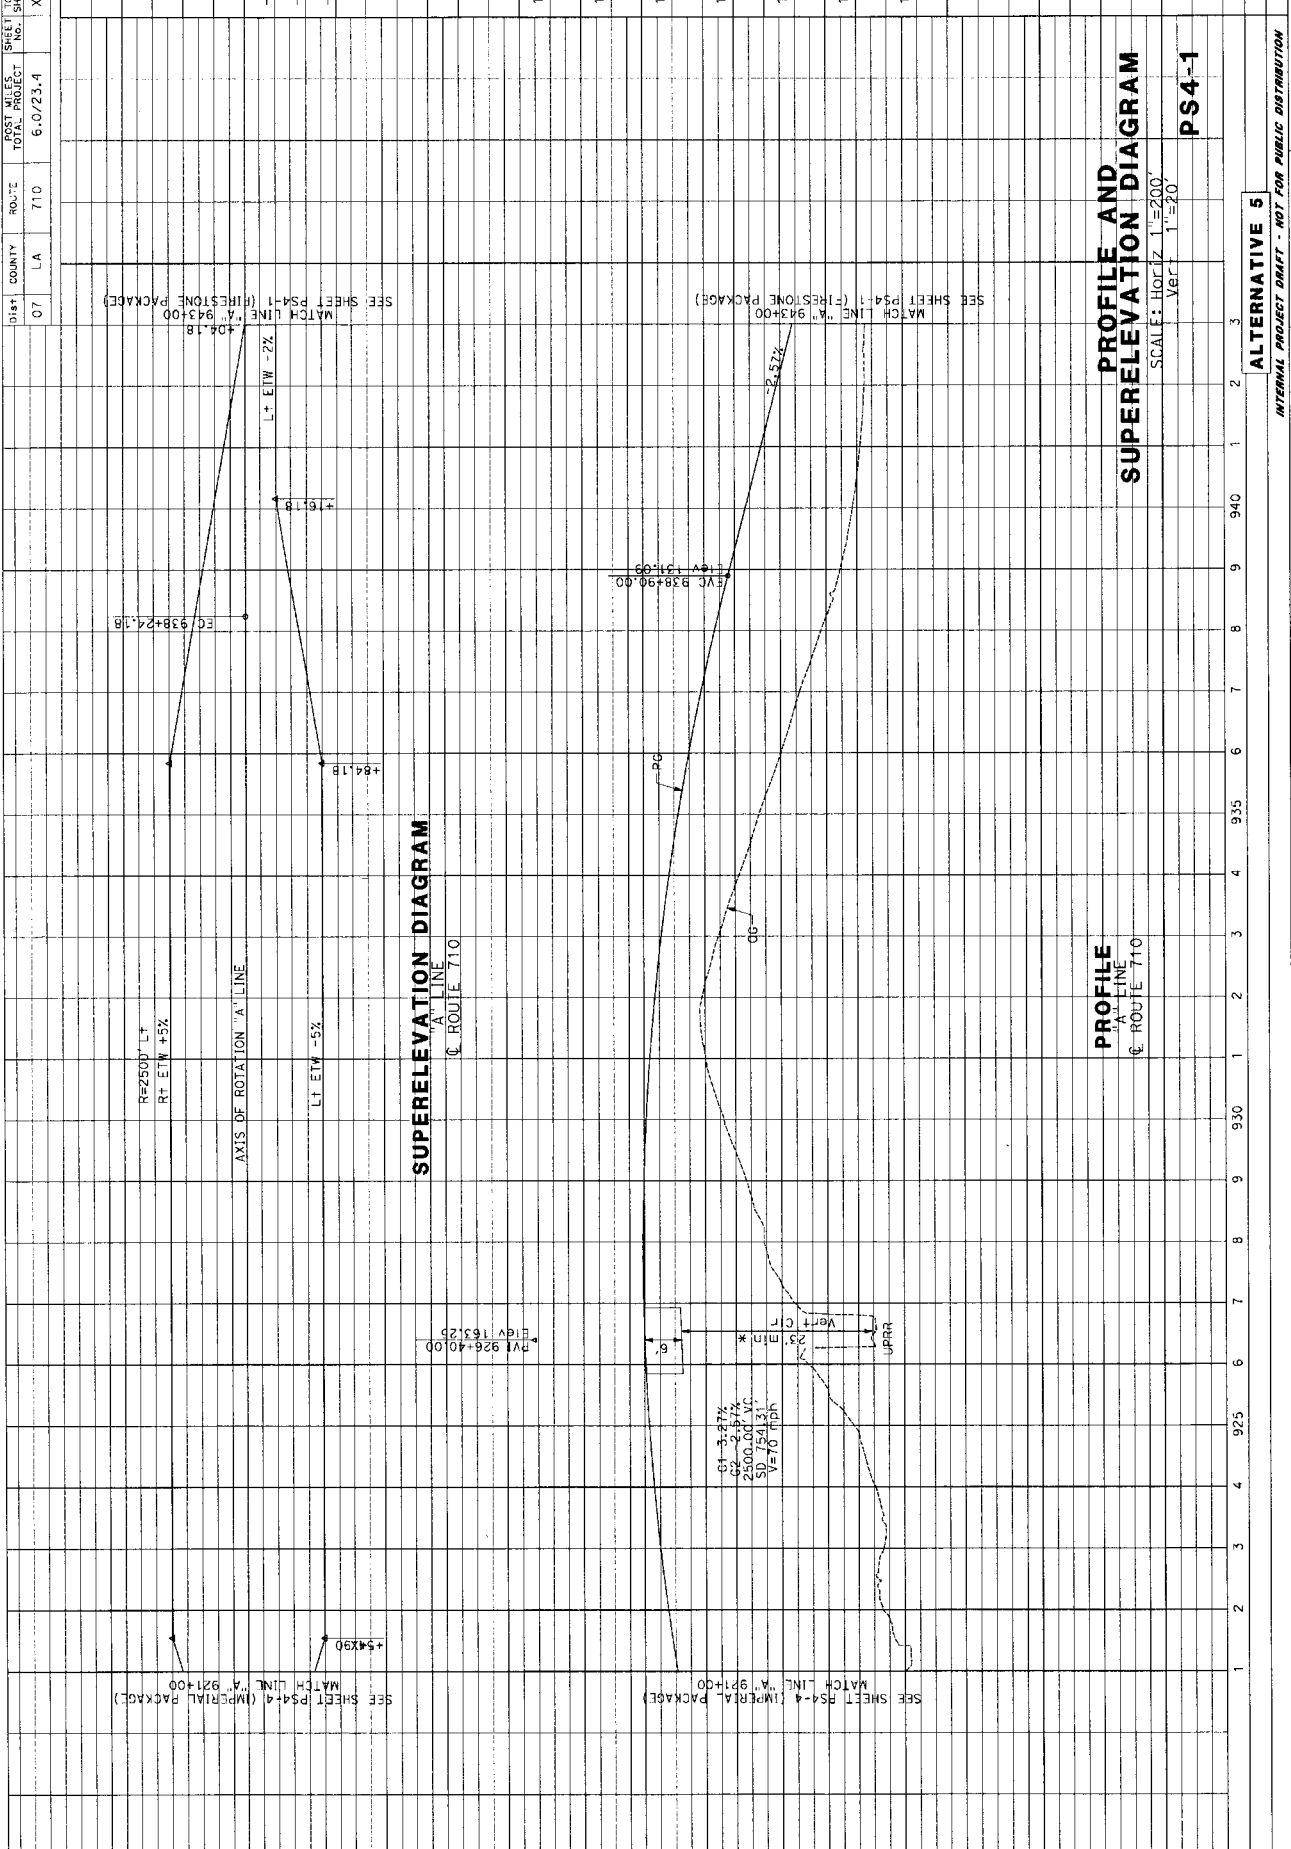 Dist COUNTY ROUTE POST MILES TOTAL PROJECT SHEET No.
07 LA 710 6.0/23.4 X
R=2500' Lt
Rt ETW +5%
AXIS OF ROTATION "A" LINE
Lt ETW -5%
Lt ETW -2%
SEE SHEET PS4-4 (IMPERIAL PACKAGE)
MATCH LINE "A" 921+00
+84.18
EC 938+24.18
+16.18
+04.18
MATCH LINE "A" 943+00
SEE SHEET PS4-1 (FIRESTONE PACKAGE)
SUPERELEVATION DIAGRAM
"A" LINE
℄ ROUTE 710
PVI 926+40.00
Elev 163.25
G1 3.27%
G2 -2.57%
2500.00' VC
SD 754.31'
V=70 mph
6'
23' min *
Vert Clr
UPRR
OG
RG
EVC 938+90.00
Elev 131.09
-2.57%
SEE SHEET PS4-4 (IMPERIAL PACKAGE)
MATCH LINE "A" 921+00
MATCH LINE "A" 943+00
SEE SHEET PS4-1 (FIRESTONE PACKAGE)
PROFILE
"A" LINE
℄ ROUTE 710
1 2 3 4 925 6 7 8 9 930 1 2 3 4 935 6 7 8 9 940 1 2 3
PROFILE AND
SUPERELEVATION DIAGRAM
SCALE: Horiz 1"=200'
Vert 1"=20'
PS4-1
ALTERNATIVE 5
INTERNAL PROJECT DRAFT - NOT FOR PUBLIC DISTRIBUTION